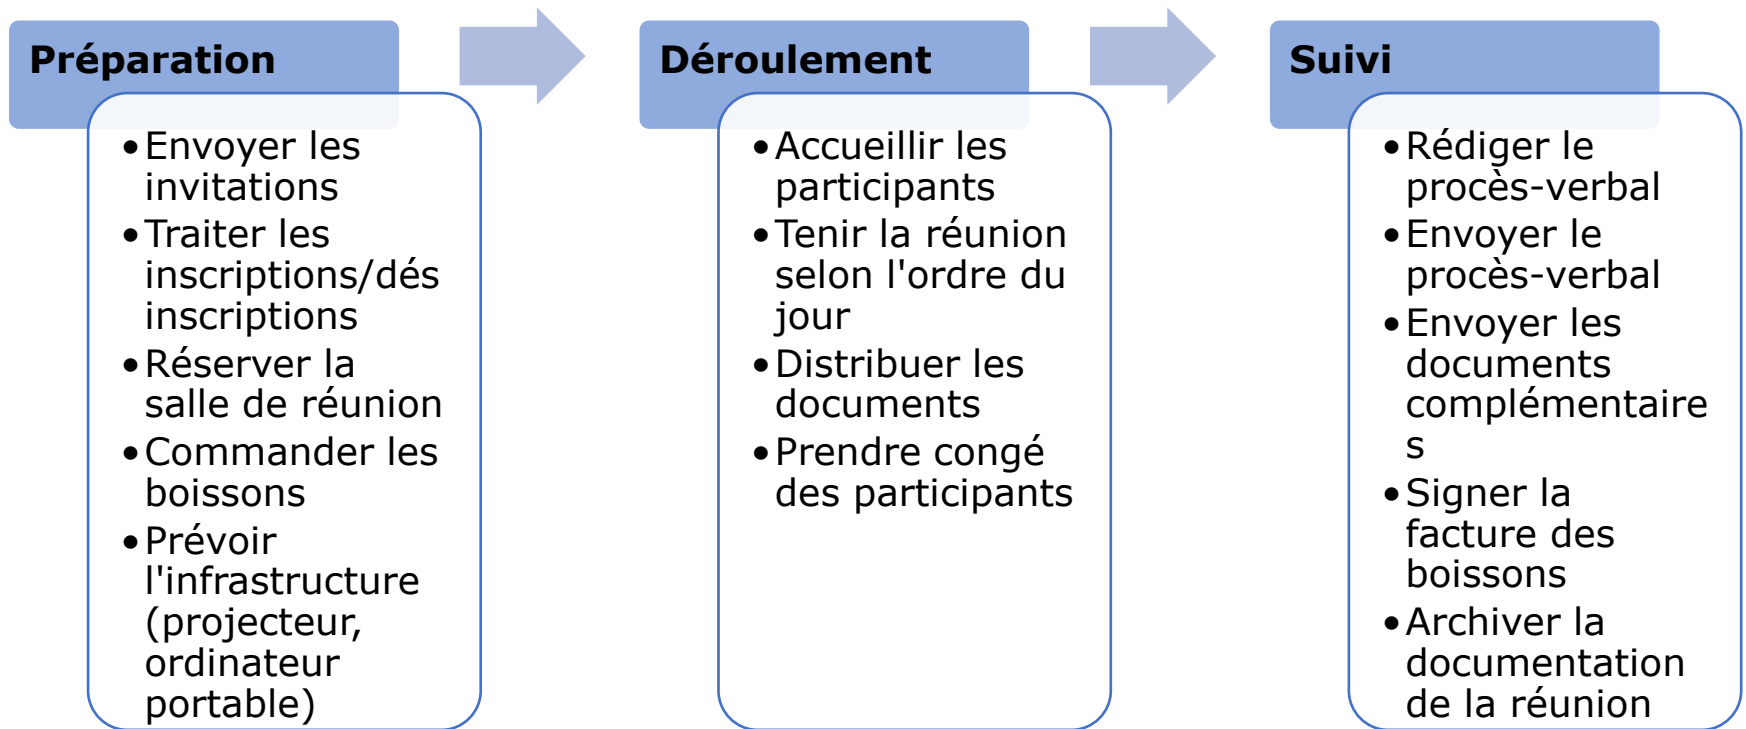 Préparation
•Envoyer les
invitations
•Traiter les
inscriptions/dés
inscriptions
•Réserver la
salle de réunion
•Commander les
boissons
•Prévoir
l'infrastructure
(projecteur,
ordinateur
portable)
Déroulement
•Accueillir les
participants
•Tenir la réunion
selon l'ordre du
jour
•Distribuer les
documents
•Prendre congé
des participants
Suivi
•Rédiger le
procès-verbal
•Envoyer le
procès-verbal
•Envoyer les
documents
complémentaire
s
•Signer la
facture des
boissons
•Archiver la
documentation
de la réunion